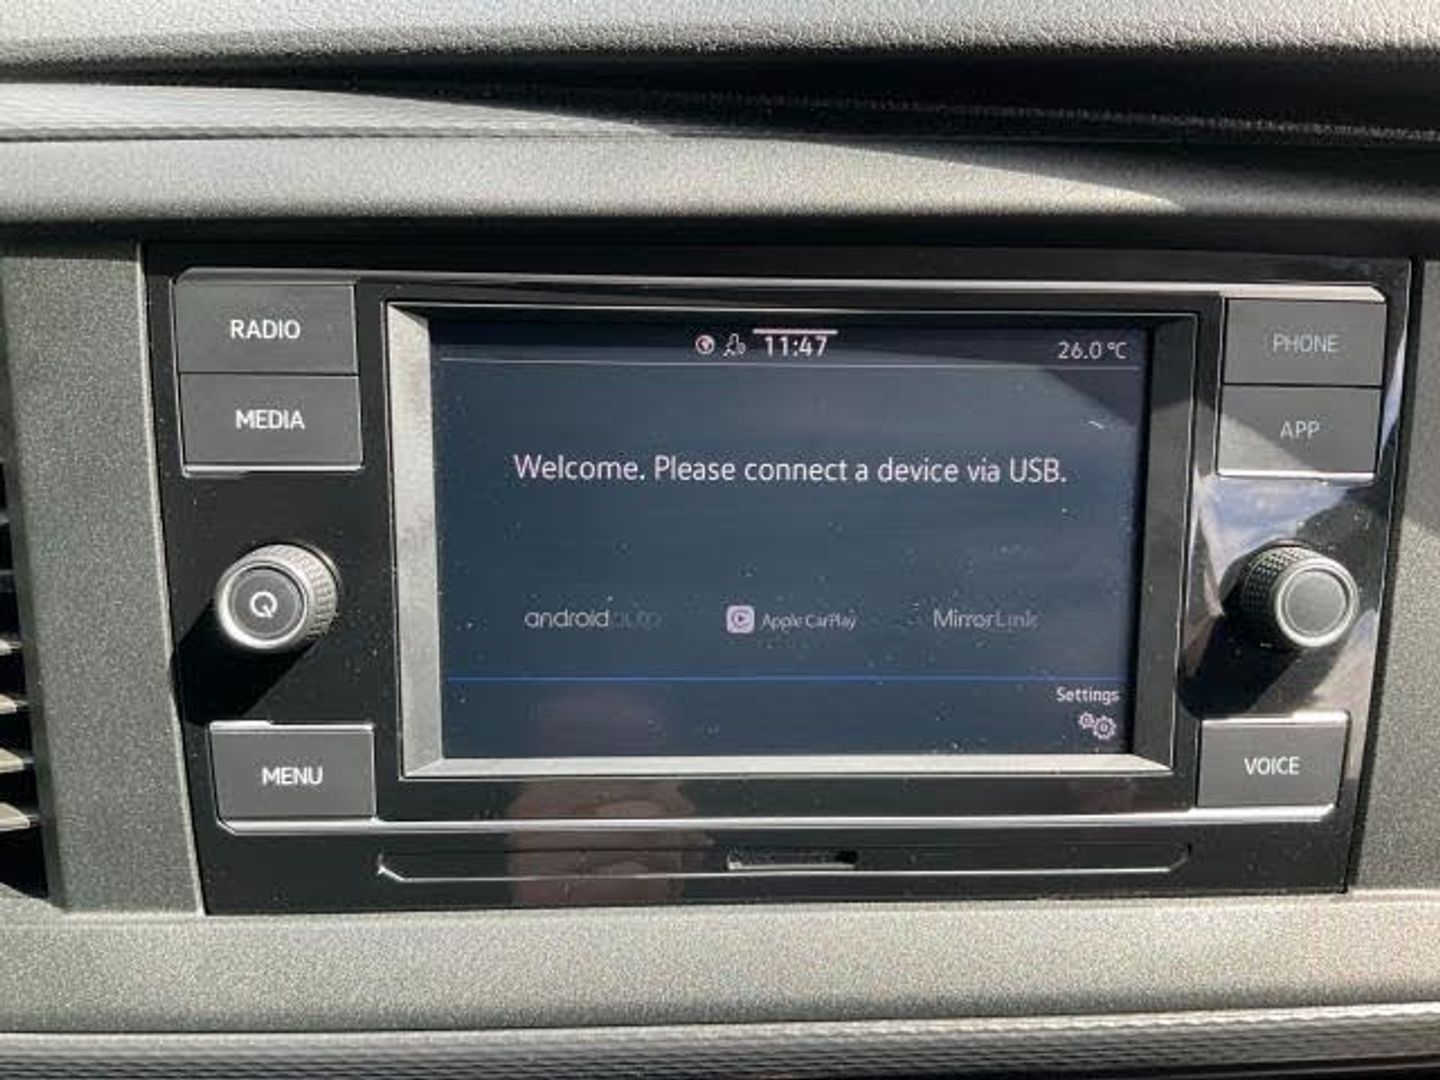 RADIO
MEDIA
MENU
11:47
26.0 °C
Welcome. Please connect a device via USB.
androidauto
Apple CarPlay
MirrorLink
Settings
PHONE
APP
VOICE